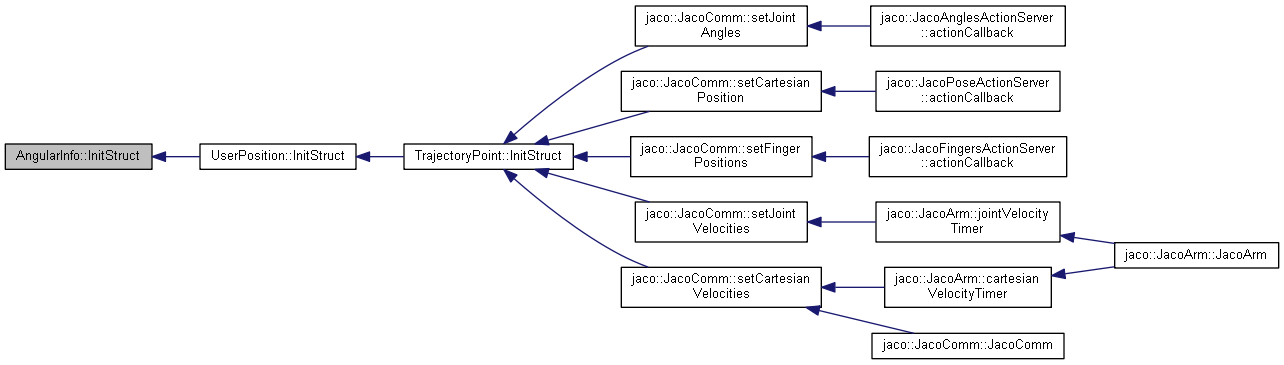 AngularInfo::InitStruct
UserPosition::InitStruct
TrajectoryPoint::InitStruct
jaco::JacoComm::setJoint
Angles
jaco::JacoAnglesActionServer
::actionCallback
jaco::JacoComm::setCartesian
Position
jaco::JacoPoseActionServer
::actionCallback
jaco::JacoComm::setFinger
Positions
jaco::JacoFingersActionServer
::actionCallback
jaco::JacoComm::setJoint
Velocities
jaco::JacoArm::jointVelocity
Timer
jaco::JacoArm::JacoArm
jaco::JacoComm::setCartesian
Velocities
jaco::JacoArm::cartesian
VelocityTimer
jaco::JacoComm::JacoComm